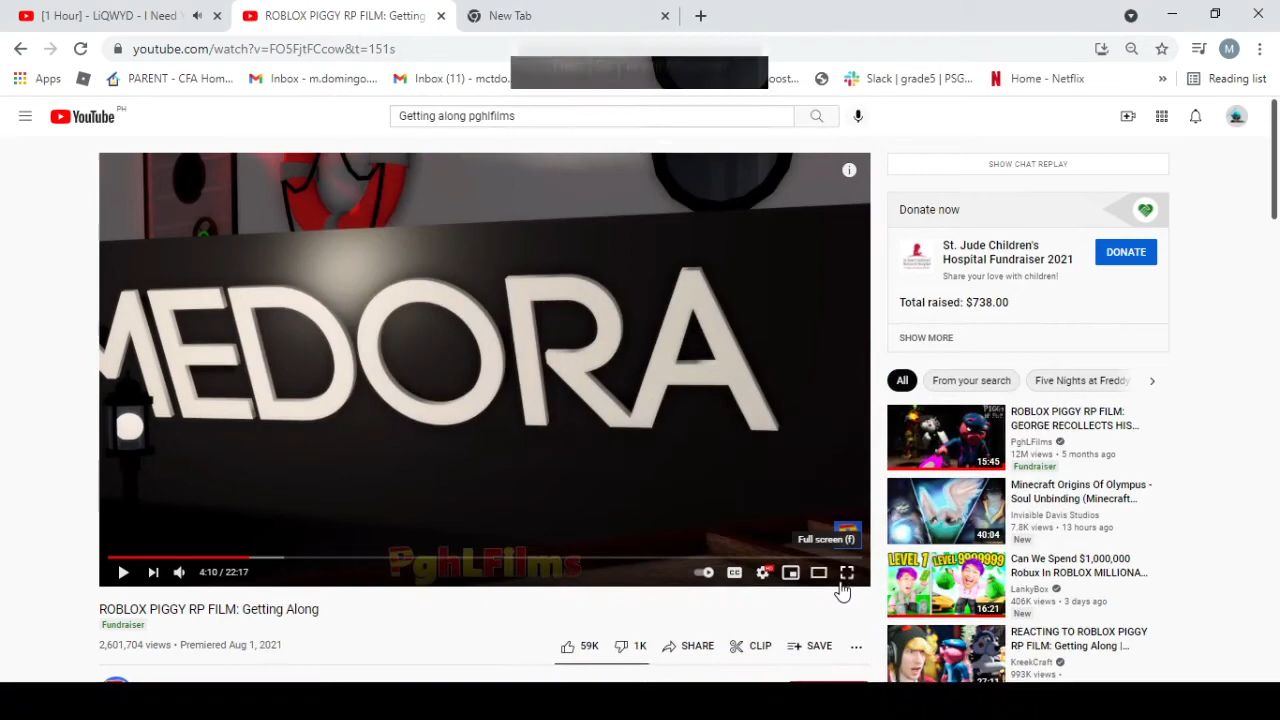 [1 Hour] - LiQWYD - I Need
ROBLOX PIGGY RP FILM: Getting
New Tab
youtube.com/watch?v=FO5FjtFCcow&t=151s
M
Apps
PARENT - CFA Hom...
Inbox - m.domingo....
Inbox (11) - mctdo...
oost...
Slack | grade5 | PSG...
Home - Netflix
»
Reading list
YouTube PH
Getting along pghlfilms
MEDORA
PghLFilms
Full screen (f)
4:10 / 22:17
CC
HD
ROBLOX PIGGY RP FILM: Getting Along
Fundraiser
2,601,704 views • Premiered Aug 1, 2021
59K
1K
SHARE
CLIP
SAVE
SHOW CHAT REPLAY
Donate now
St. Jude Children's
Hospital Fundraiser 2021
Share your love with children!
DONATE
Total raised: $738.00
SHOW MORE
All
From your search
Five Nights at Freddy
15:45
ROBLOX PIGGY RP FILM:
GEORGE RECOLLECTS HIS...
PghLFilms
12M views • 5 months ago
Fundraiser
40:04
Minecraft Origins Of Olympus -
Soul Unbinding (Minecraft...
Invisible Davis Studios
7.8K views • 13 hours ago
New
LEVEL 7
LEVEL 9999999
16:21
Can We Spend $1,000,000
Robux In ROBLOX MILLIONA...
LankyBox
406K views • 3 days ago
New
27:11
REACTING TO ROBLOX PIGGY
RP FILM: Getting Along |...
KreekCraft
993K views •